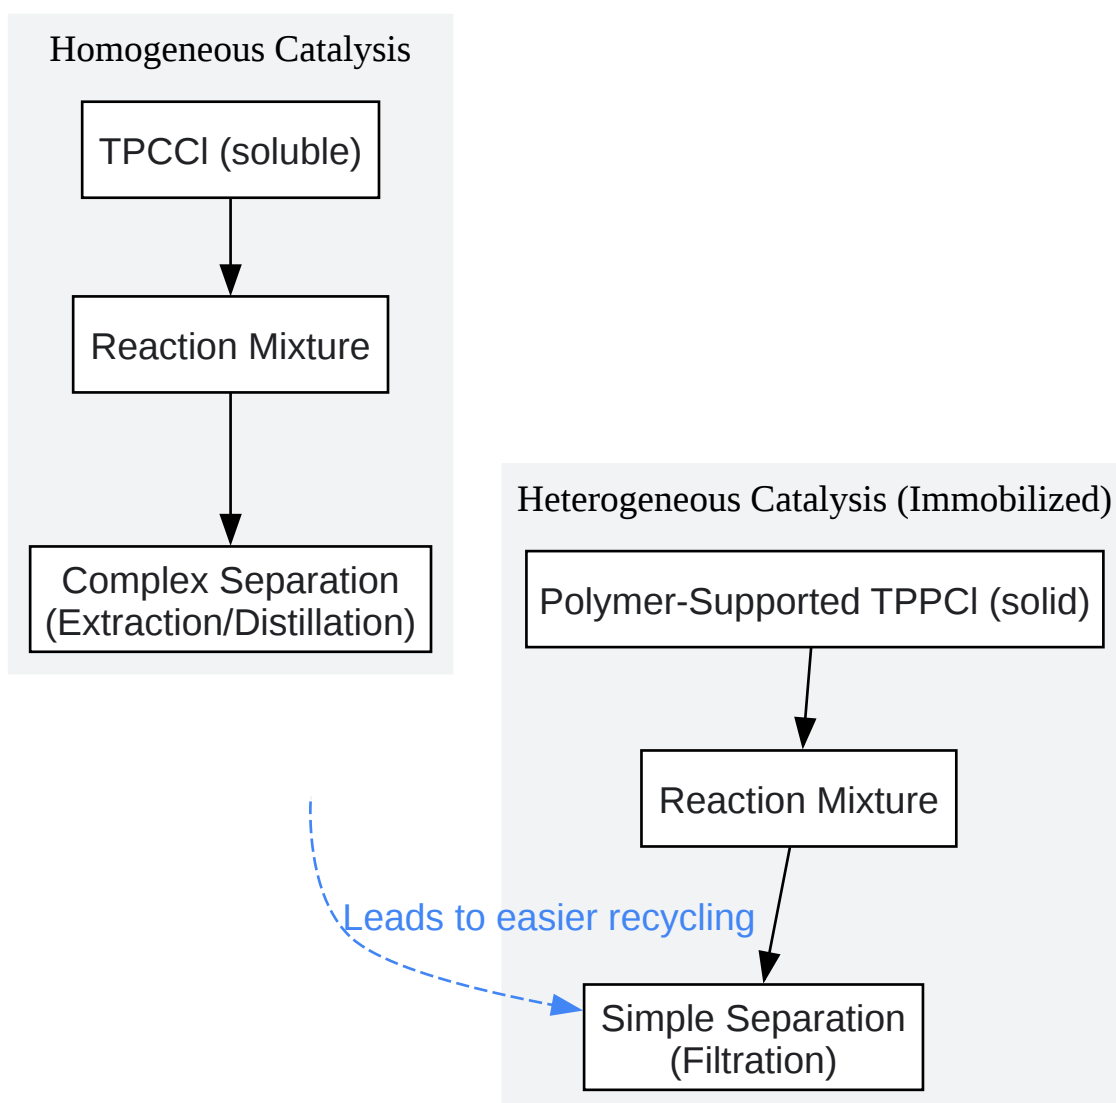 Homogeneous Catalysis
TPCCl (soluble)
Reaction Mixture
Complex Separation
(Extraction/Distillation)
Heterogeneous Catalysis (Immobilized)
Polymer-Supported TPPCl (solid)
Reaction Mixture
Leads to easier recycling
Simple Separation
(Filtration)